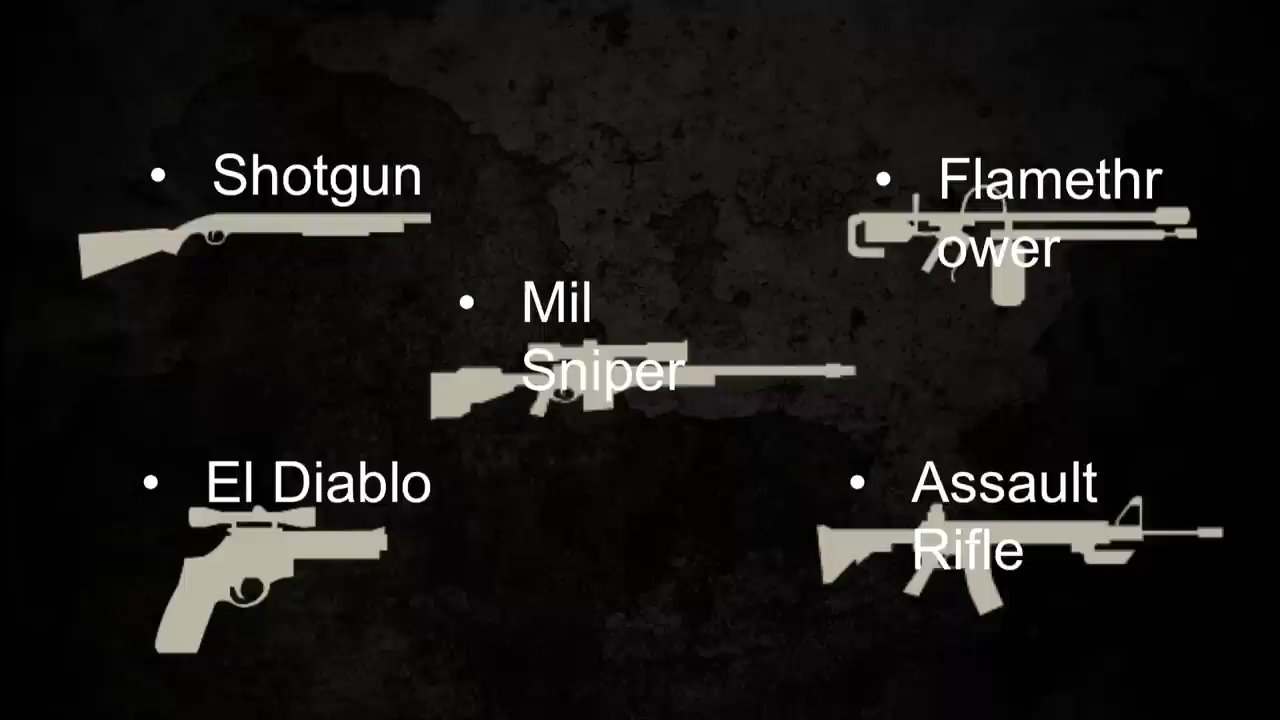 • Shotgun
• Flamethr
ower
• Mil
Sniper
• El Diablo
• Assault
Rifle